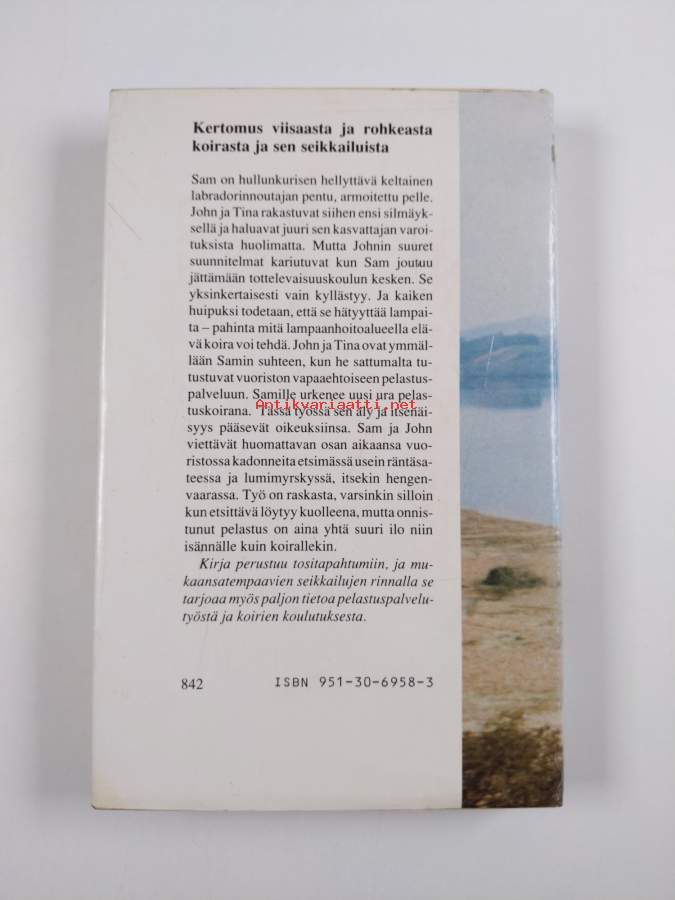 Kertomus viisaasta ja rohkeasta
koirasta ja sen seikkailuista
Sam on hullunkurisen hellyttävä keltainen
labradorinnoutajan pentu, armoitettu pelle.
John ja Tina rakastuvat siihen ensi silmäyk-
sellä ja haluavat juuri sen kasvattajan varoi-
tuksista huolimatta. Mutta Johnin suuret
suunnitelmat kariutuvat kun Sam joutuu
jättämään tottelevaisuuskoulun kesken. Se
yksinkertaisesti vain kyllästyy. Ja kaiken
huipuksi todetaan, että se hätyyttää lampai-
ta – pahinta mitä lampaanhoitoalueella elä-
vä koira voi tehdä. John ja Tina ovat ymmäl-
lään Samin suhteen, kun he sattumalta tu-
tustuvat vuoriston vapaaehtoiseen pelastus-
palveluun. Samille urkenee uusi ura pelas-
tuskoirana. Tässä työssä sen äly ja itsenäi-
syys pääsevät oikeuksiinsa. Sam ja John
viettävät huomattavan osan aikaansa vuo-
ristossa kadonneita etsimässä usein räntäsa-
teessa ja lumimyrskyssä, itsekin hengen-
vaarassa. Työ on raskasta, varsinkin silloin
kun etsittävä löytyy kuolleena, mutta onnis-
tunut pelastus on aina yhtä suuri ilo niin
isännälle kuin koirallekin.
Kirja perustuu tositapahtumiin, ja mu-
kaansatempaavien seikkailujen rinnalla se
tarjoaa myös paljon tietoa pelastuspalvelu-
työstä ja koirien koulutuksesta.
842 ISBN 951-30-6958-3
Antikvariaatti.net